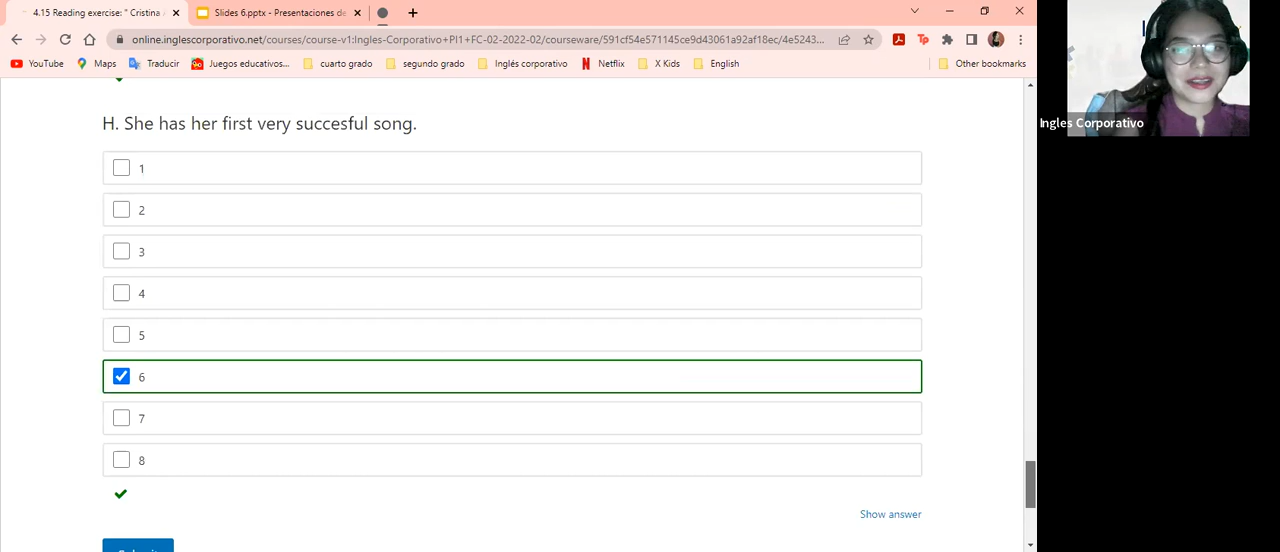 4.15 Reading exercise: " Cristina
Slides 6.pptx - Presentaciones de
online.inglescorporativo.net/courses/course-v1:Ingles-Corporativo+PI1+FC-02-2022-02/courseware/591cf54e571145ce9d43061a92af18ec/4e5243...
YouTube Maps Traducir Juegos educativos... cuarto grado segundo grado Inglés corporativo Netflix X Kids English Other bookmarks
H. She has her first very succesful song.
1
2
3
4
5
6
7
8
Show answer
Submit
Ingles Corporativo